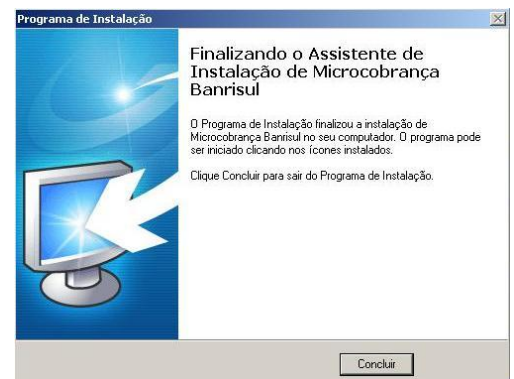 Programa de Instalação
Finalizando o Assistente de
Instalação de Microcobrança
Banrisul
O Programa de Instalação finalizou a instalação de
Microcobrança Banrisul no seu computador. O programa pode
ser iniciado clicando nos ícones instalados.
Clique Concluir para sair do Programa de Instalação.
Concluir